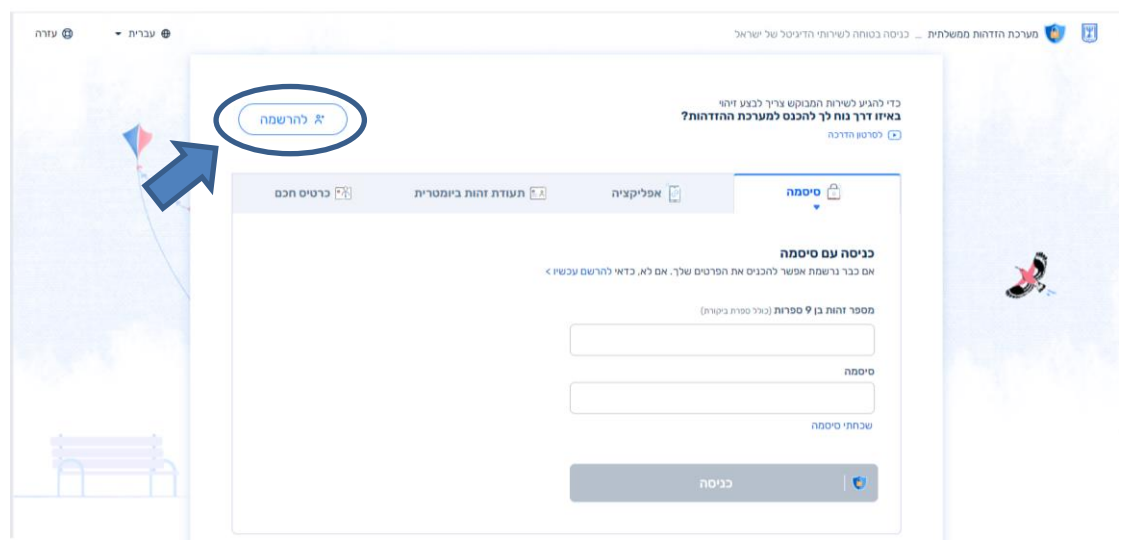 מערכת הזדהות ממשלתית _ כניסה בטוחה לשירותי הדיגיטל של ישראל
עברית
עזרה
כדי להגיע לשירות המבוקש צריך לבצע זיהוי
באיזו דרך נוח לך להכנס למערכת ההזדהות?
לסרטון הדרכה
להרשמה
סיסמה
אפליקציה
תעודת זהות ביומטרית
כרטיס חכם
כניסה עם סיסמה
אם כבר נרשמת אפשר להכניס את הפרטים שלך. אם לא, כדאי להרשם עכשיו >
מספר זהות בן 9 ספרות (כולל ספרת ביקורת)
סיסמה
שכחתי סיסמה
כניסה